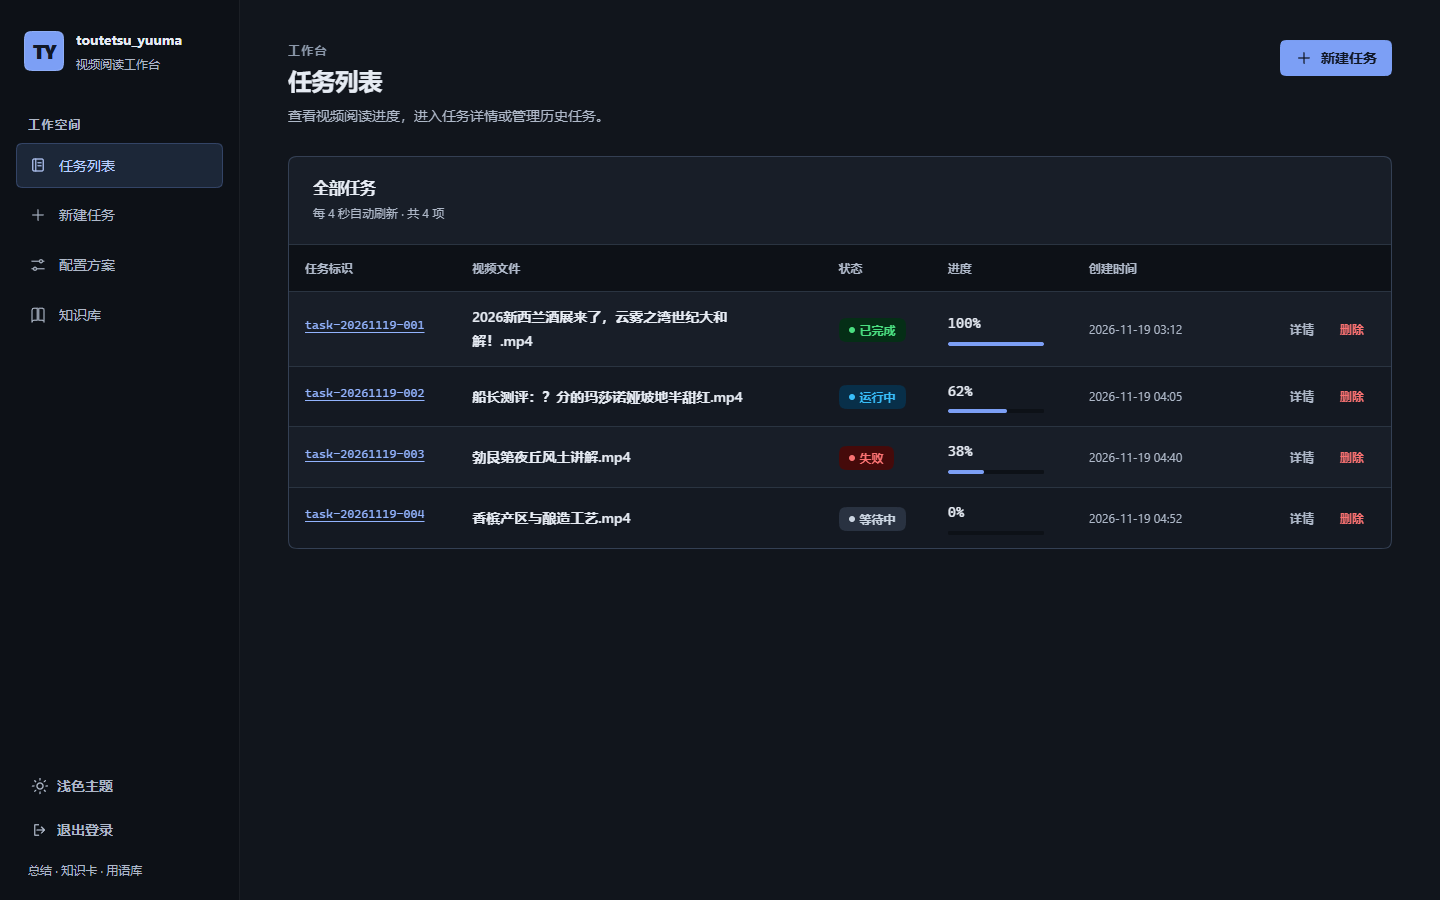 TY
toutetsu_yuuma
视频阅读工作台
工作空间
任务列表
新建任务
配置方案
知识库
浅色主题
退出登录
总结 · 知识卡 · 用语库
工作台
任务列表
查看视频阅读进度，进入任务详情或管理历史任务。
新建任务
全部任务
每 4 秒自动刷新 · 共 4 项
任务标识 视频文件 状态 进度 创建时间
task-20261119-001 2026新西兰酒展来了，云雾之湾世纪大和
解！.mp4 已完成 100% 2026-11-19 03:12 详情 删除
task-20261119-002 船长测评：？分的玛莎诺娅坡地半甜红.mp4 运行中 62% 2026-11-19 04:05 详情 删除
task-20261119-003 勃艮第夜丘风土讲解.mp4 失败 38% 2026-11-19 04:40 详情 删除
task-20261119-004 香槟产区与酿造工艺.mp4 等待中 0% 2026-11-19 04:52 详情 删除